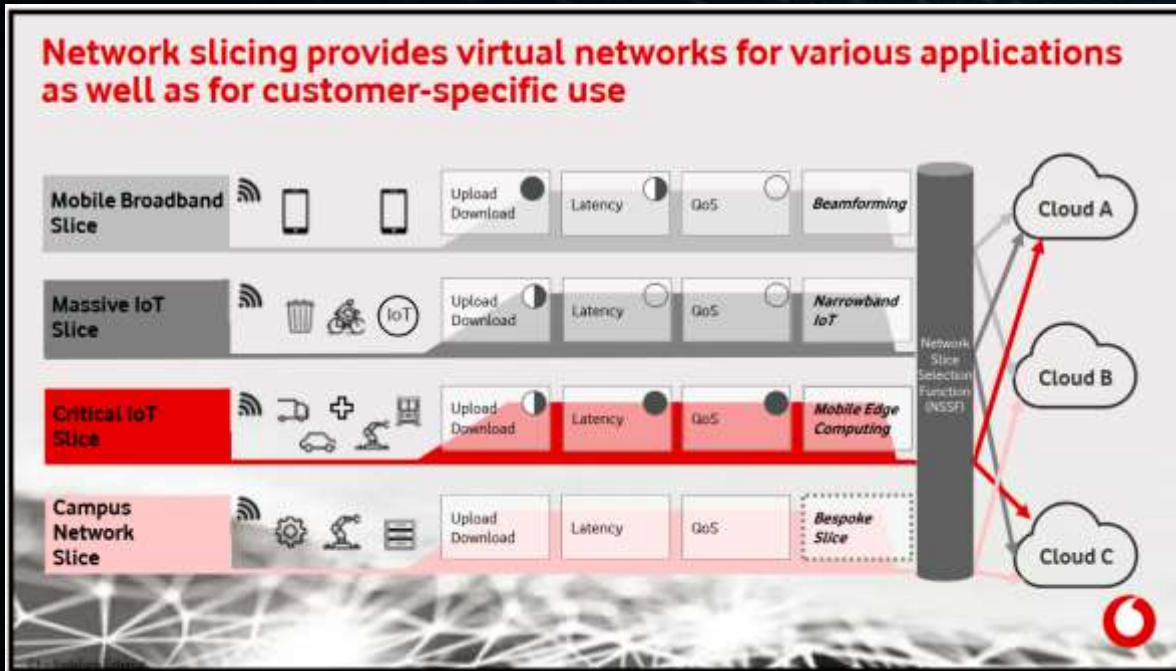 Network slicing provides virtual networks for various applications
as well as for customer-specific use
Mobile Broadband
Slice
Upload
Download
Latency
QoS
Beamforming
Massive IoT
Slice
IoT
Upload
Download
Latency
QoS
Narrowband
IoT
Critical IoT
Slice
Upload
Download
Latency
QoS
Mobile Edge
Computing
Campus
Network
Slice
Upload
Download
Latency
QoS
Bespoke
Slice
Network
Slice
Selection
Function
(NSSF)
Cloud A
Cloud B
Cloud C